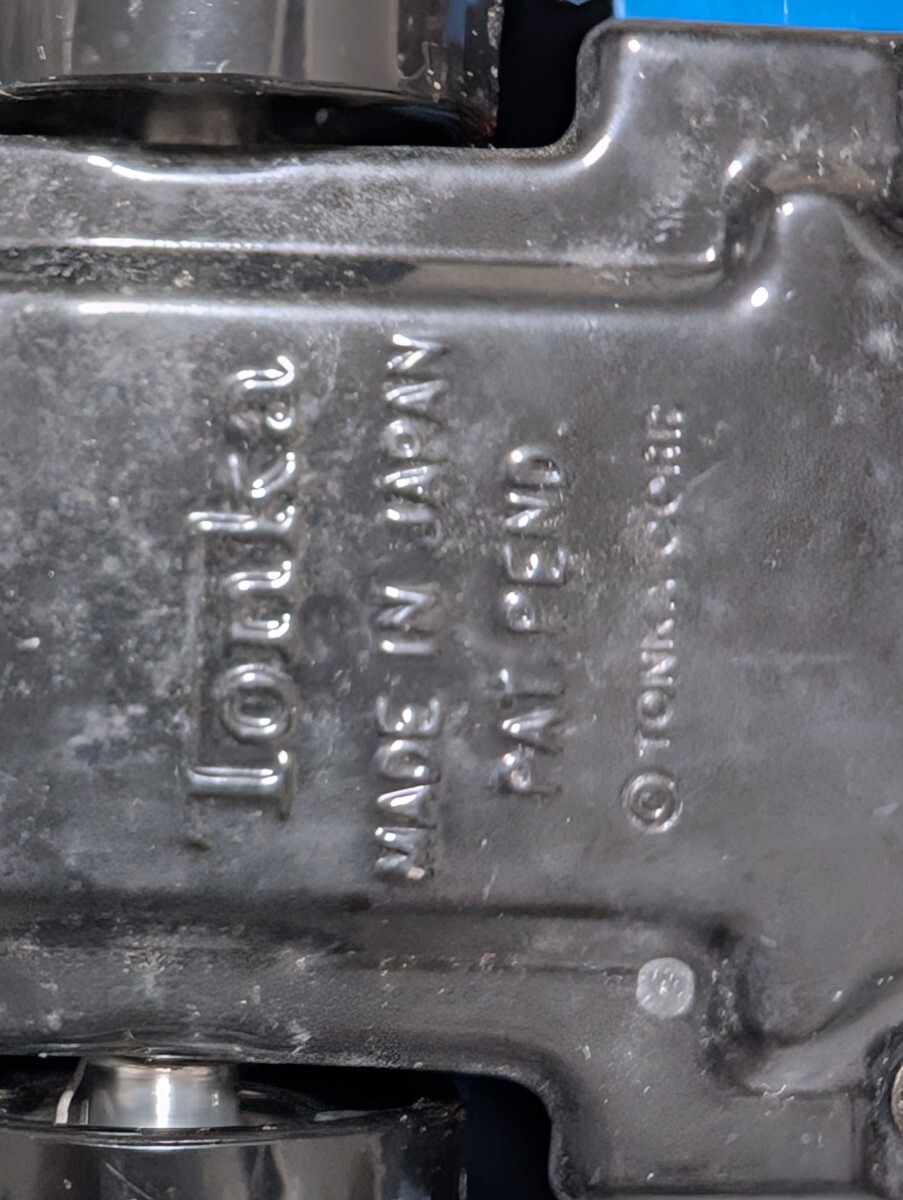 Tonka
MADE IN JAPAN
PAT PEND
© TONKA CORP.